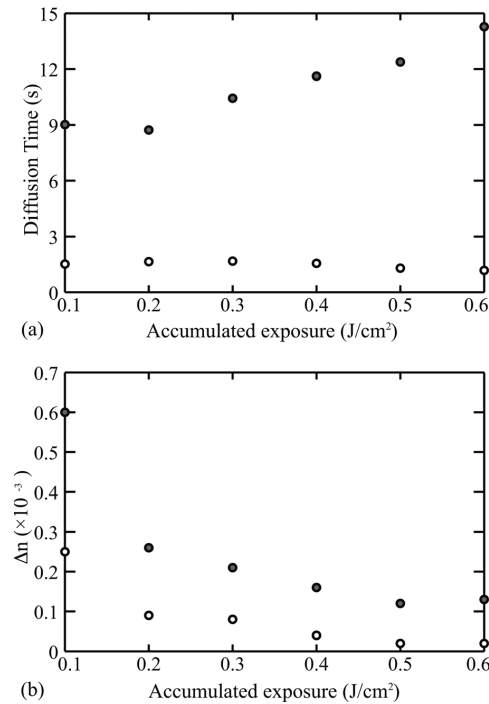 15
12
9
6
3
0
Diffusion Time (s)
0.1 0.2 0.3 0.4 0.5 0.6
(a) Accumulated exposure (J/cm²)
0.7
0.6
0.5
0.4
0.3
0.2
0.1
0
Δn (×10⁻³)
0.1 0.2 0.3 0.4 0.5 0.6
(b) Accumulated exposure (J/cm²)